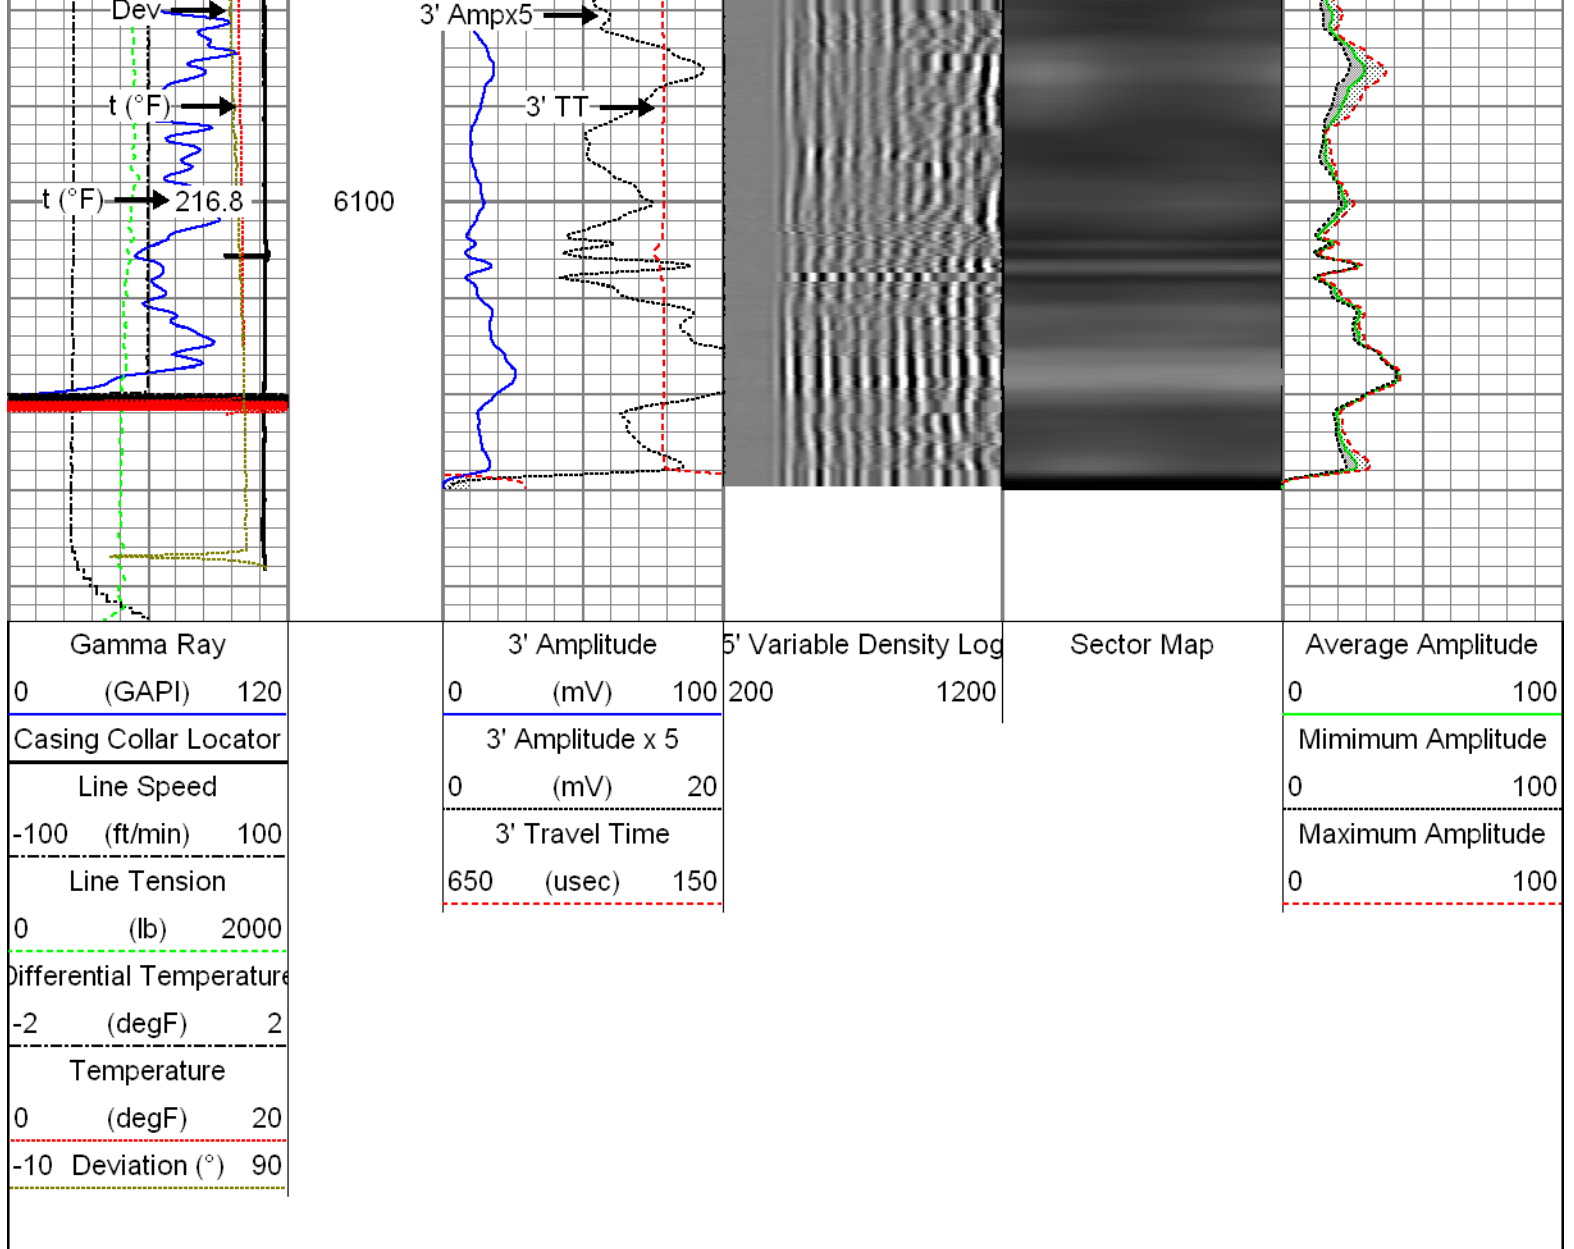 Dev
3' Ampx5
t (°F)
3' TT
t (°F) 216.8
6100
Gamma Ray
0 (GAPI) 120
Casing Collar Locator
Line Speed
-100 (ft/min) 100
Line Tension
0 (lb) 2000
Differential Temperature
-2 (degF) 2
Temperature
0 (degF) 20
-10 Deviation (°) 90
3' Amplitude
0 (mV) 100
3' Amplitude x 5
0 (mV) 20
3' Travel Time
650 (usec) 150
5' Variable Density Log
200 1200
Sector Map
Average Amplitude
0 100
Mimimum Amplitude
0 100
Maximum Amplitude
0 100